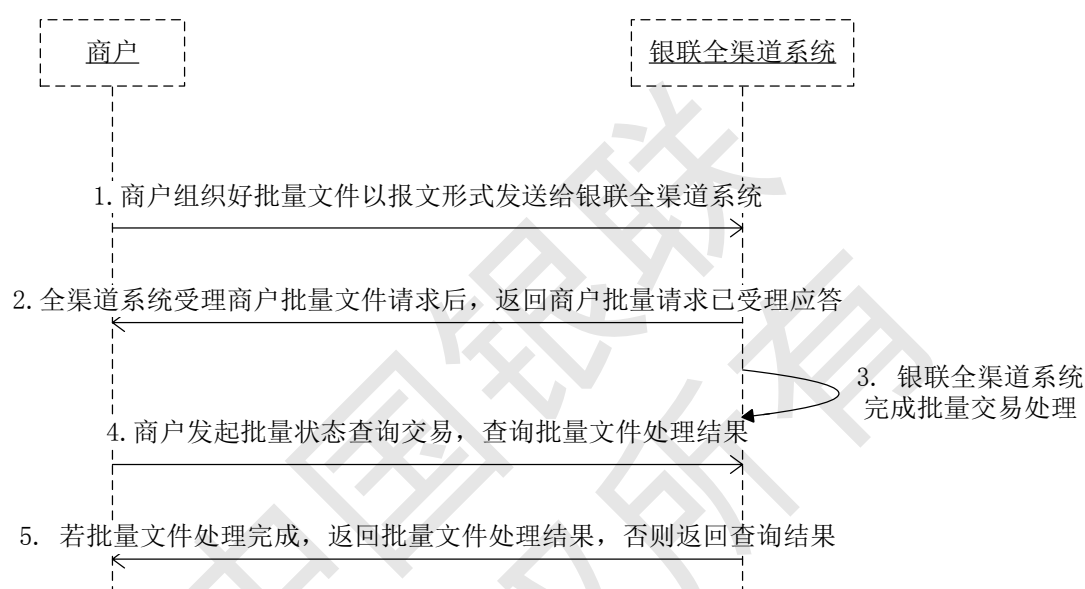 商户
银联全渠道系统
1.商户组织好批量文件以报文形式发送给银联全渠道系统
2.全渠道系统受理商户批量文件请求后，返回商户批量请求已受理应答
3. 银联全渠道系统
完成批量交易处理
4.商户发起批量状态查询交易，查询批量文件处理结果
5. 若批量文件处理完成，返回批量文件处理结果，否则返回查询结果